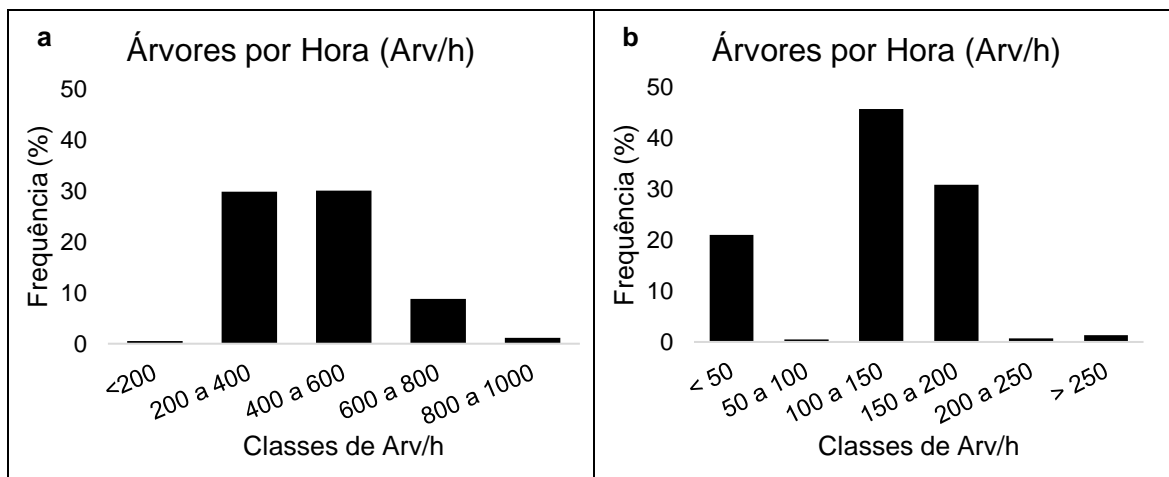 a
Árvores por Hora (Arv/h)
Frequência (%)
50
40
30
20
10
0
<200
200 a 400
400 a 600
600 a 800
800 a 1000
Classes de Arv/h
b
Árvores por Hora (Arv/h)
Frequência (%)
50
40
30
20
10
0
< 50
50 a 100
100 a 150
150 a 200
200 a 250
> 250
Classes de Arv/h